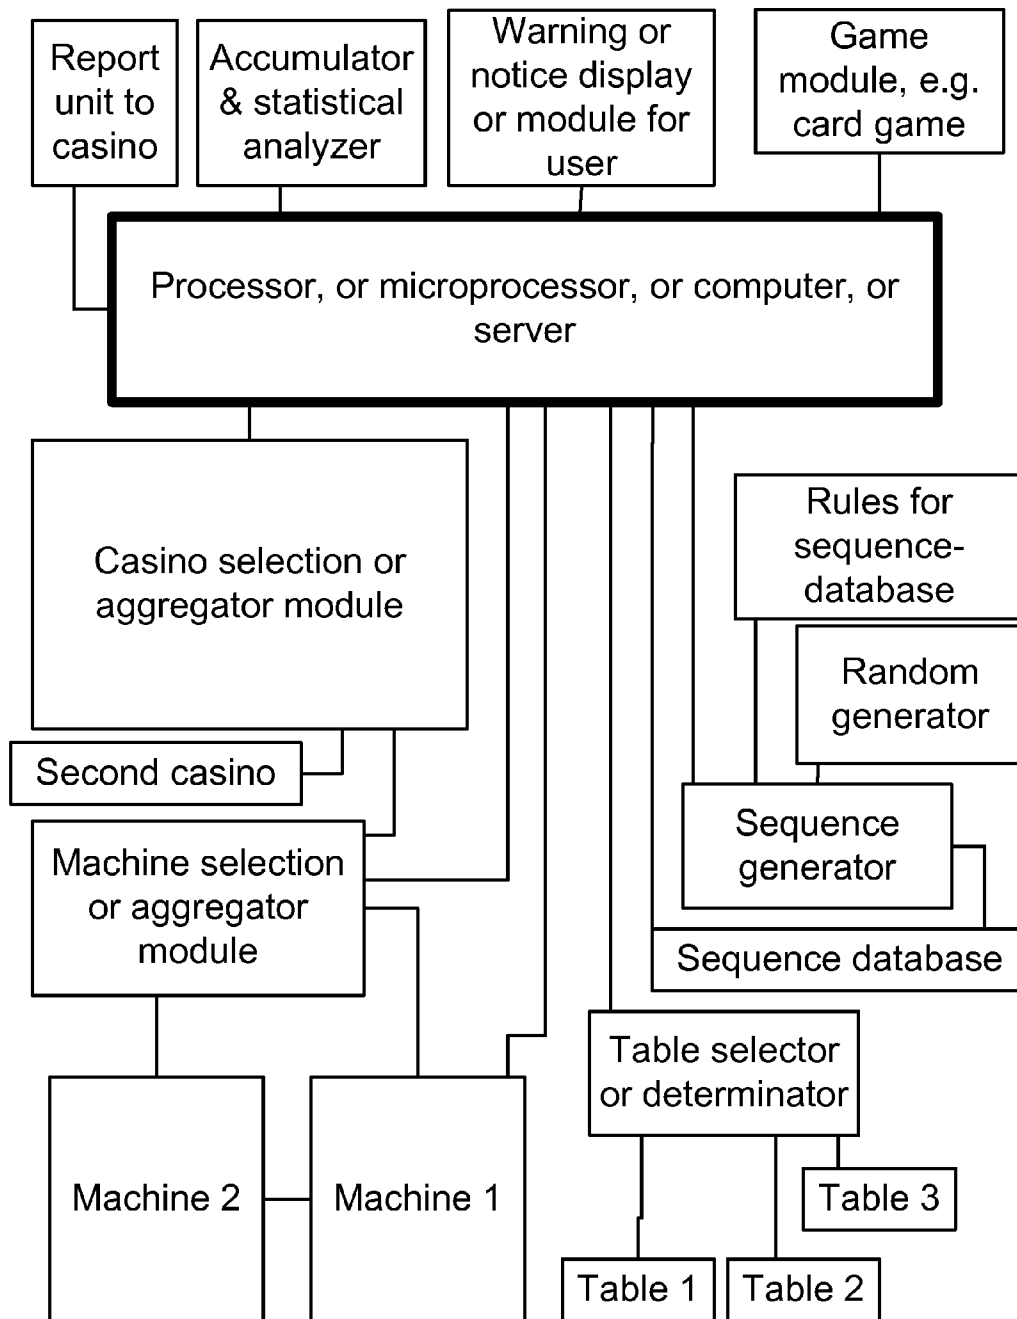 Report
unit to
casino
Accumulator
& statistical
analyzer
Warning or
notice display
or module for
user
Game
module, e.g.
card game
Processor, or microprocessor, or computer, or
server
Casino selection or
aggregator module
Rules for
sequence-
database
Random
generator
Second casino
Sequence
generator
Machine selection
or aggregator
module
Sequence database
Table selector
or determinator
Machine 2
Machine 1
Table 3
Table 1
Table 2